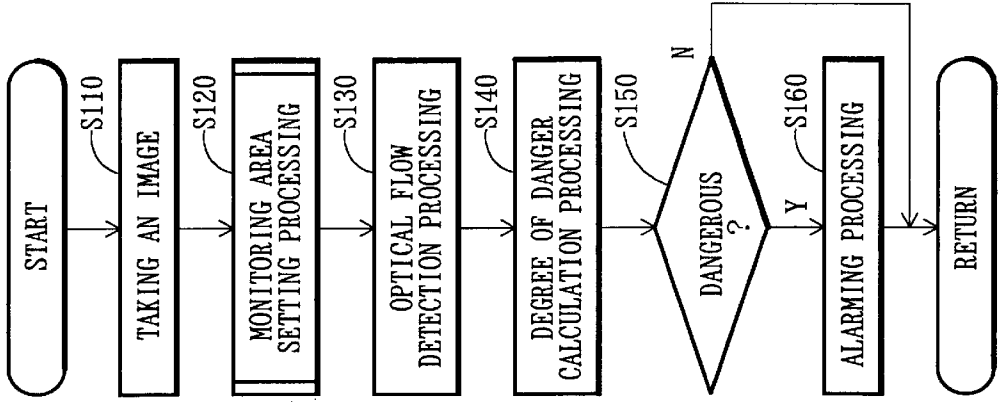 START
S110
TAKING AN IMAGE
S120
MONITORING AREA
SETTING PROCESSING
S130
OPTICAL FLOW
DETECTION PROCESSING
S140
DEGREE OF DANGER
CALCULATION PROCESSING
S150
DANGEROUS
?
N
Y
S160
ALARMING PROCESSING
RETURN